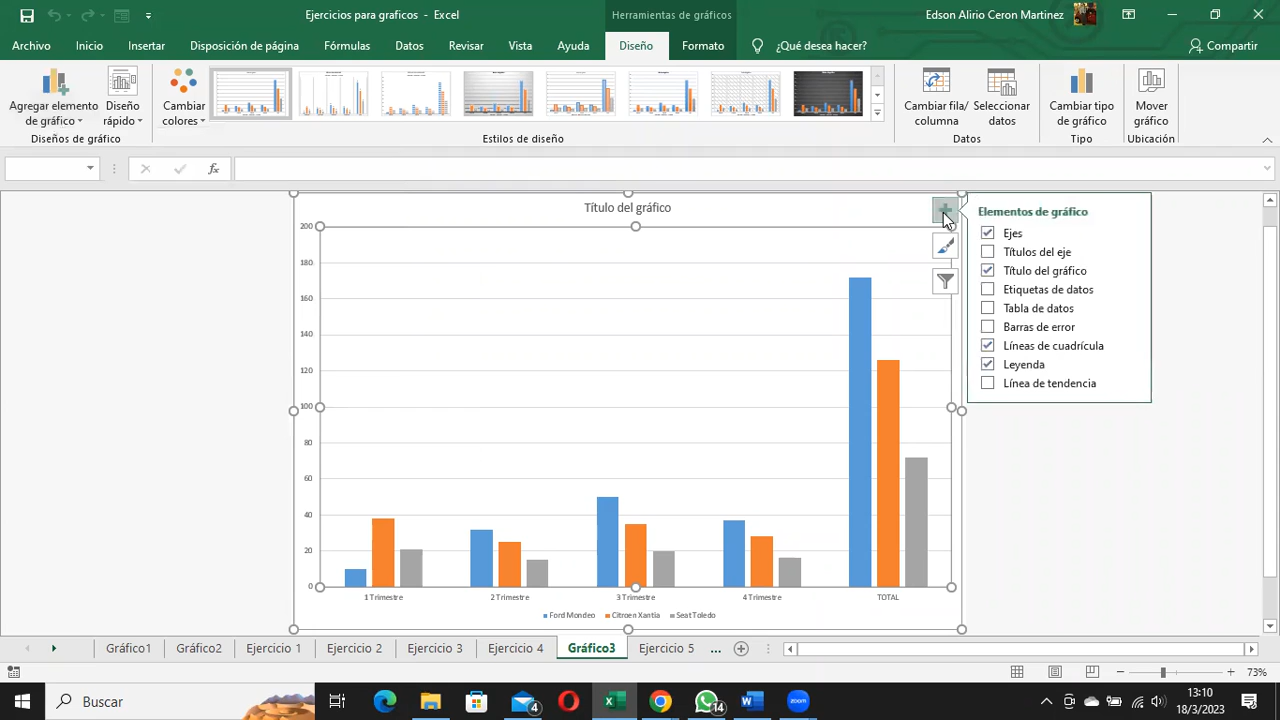 Ejercicios para graficos - Excel
Herramientas de gráficos
Edson Alirio Ceron Martinez
Archivo Inicio Insertar Disposición de página Fórmulas Datos Revisar Vista Ayuda Diseño Formato ¿Qué desea hacer? Compartir
Agregar elemento de gráfico
Diseño rápido
Cambiar colores
Cambiar fila/ columna
Seleccionar datos
Cambiar tipo de gráfico
Mover gráfico
Diseños de gráfico Estilos de diseño Datos Tipo Ubicación
fx
Título del gráfico
200
180
160
140
120
100
80
60
40
20
0
1 Trimestre 2 Trimestre 3 Trimestre 4 Trimestre TOTAL
Ford Mondeo Citroen Xantia Seat Toledo
Elementos de gráfico
Ejes
Títulos del eje
Título del gráfico
Etiquetas de datos
Tabla de datos
Barras de error
Líneas de cuadrícula
Leyenda
Línea de tendencia
Gráfico1 Gráfico2 Ejercicio 1 Ejercicio 2 Ejercicio 3 Ejercicio 4 Gráfico3 Ejercicio 5 ...
73%
Buscar
4
14
zoom
13:10
18/3/2023